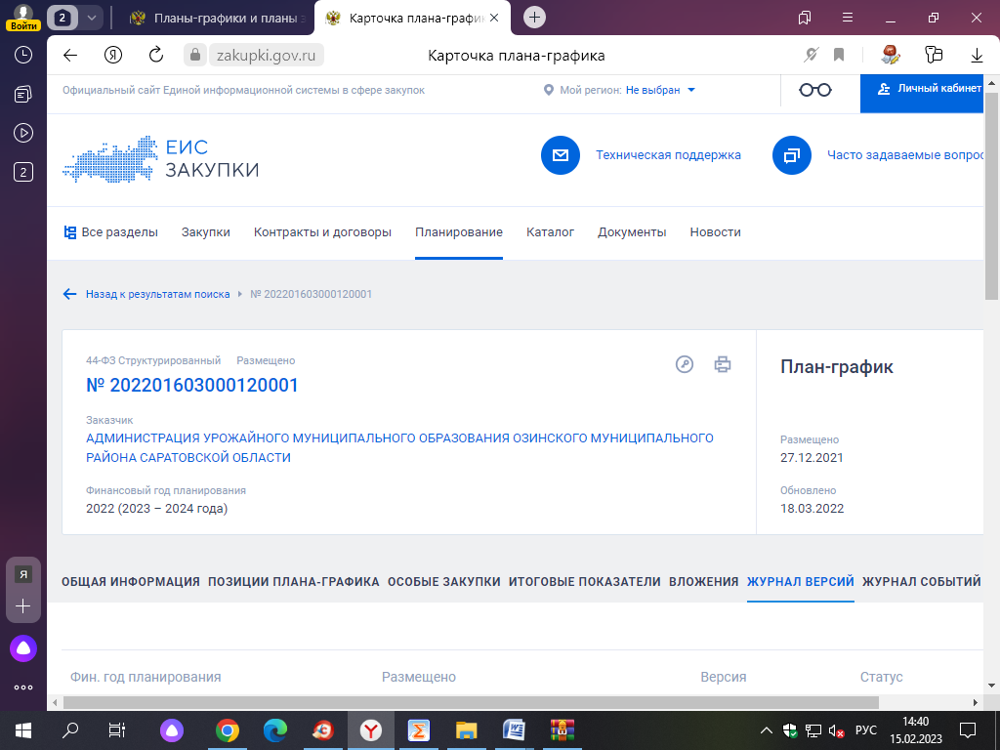 Войти
2
Планы-графики и планы з
Карточка плана-графи
zakupki.gov.ru
Карточка плана-графика
2
Официальный сайт Единой информационной системы в сфере закупок
Мой регион: Не выбран
Личный кабинет
ЕИС
ЗАКУПКИ
Техническая поддержка
Часто задаваемые вопрос
Все разделы Закупки Контракты и договоры Планирование Каталог Документы Новости
Назад к результатам поиска № 202201603000120001
44-ФЗ Структурированный Размещено
№ 202201603000120001
Заказчик
АДМИНИСТРАЦИЯ УРОЖАЙНОГО МУНИЦИПАЛЬНОГО ОБРАЗОВАНИЯ ОЗИНСКОГО МУНИЦИПАЛЬНОГО
РАЙОНА САРАТОВСКОЙ ОБЛАСТИ
Финансовый год планирования
2022 (2023 – 2024 года)
План-график
Размещено
27.12.2021
Обновлено
18.03.2022
ОБЩАЯ ИНФОРМАЦИЯ ПОЗИЦИИ ПЛАНА-ГРАФИКА ОСОБЫЕ ЗАКУПКИ ИТОГОВЫЕ ПОКАЗАТЕЛИ ВЛОЖЕНИЯ ЖУРНАЛ ВЕРСИЙ ЖУРНАЛ СОБЫТИЙ
Фин. год планирования Размещено Версия Статус
Я
РУС
14:40
15.02.2023